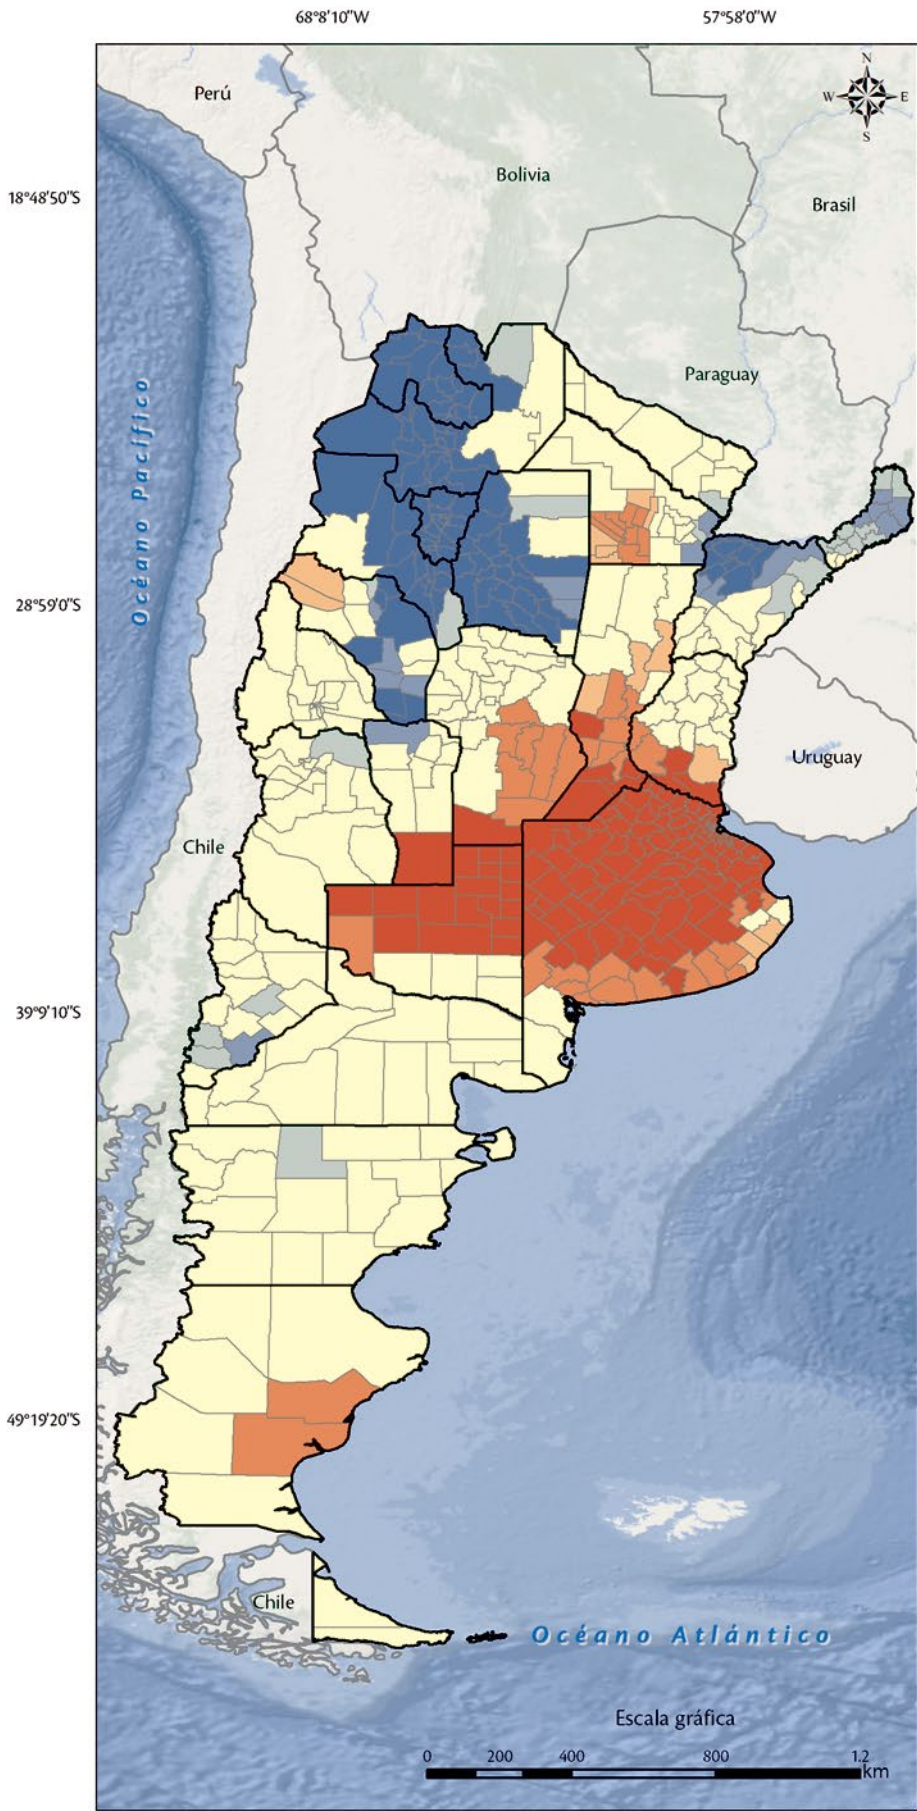 68°8'10"W
57°58'0"W
N
W
E
S
Perú
Bolivia
Brasil
18°48'50"S
Paraguay
Océano Pacífico
28°59'0"S
Uruguay
Chile
39°9'10"S
49°19'20"S
Chile
Océano Atlántico
Escala gráfica
0
200
400
800
1.2
km